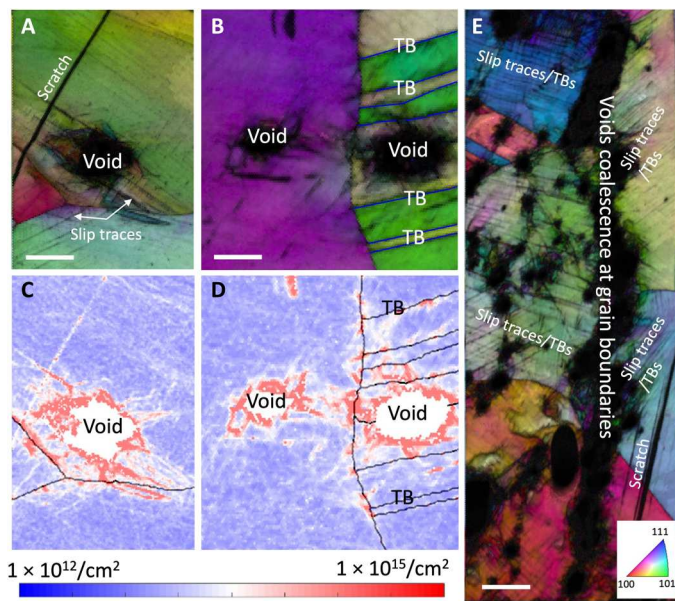 A
Scratch
Void
Slip traces
B
Void
TB
TB
Void
TB
TB
C
Void
D
TB
Void
Void
TB
1 × 10¹²/cm² 1 × 10¹⁵/cm²
E
Slip traces/TBs
Voids coalescence at grain boundaries
Slip traces
/TBs
Slip traces/TBs
Slip traces
/TBs
Scratch
111
100 101